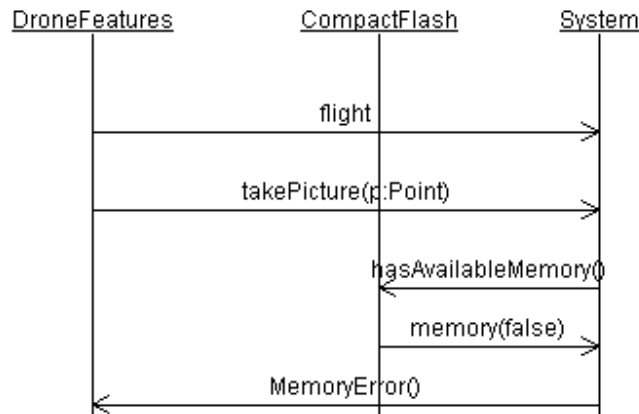 DroneFeatures CompactFlash System
flight
takePicture(p:Point)
hasAvailableMemory()
memory(false)
MemoryError()